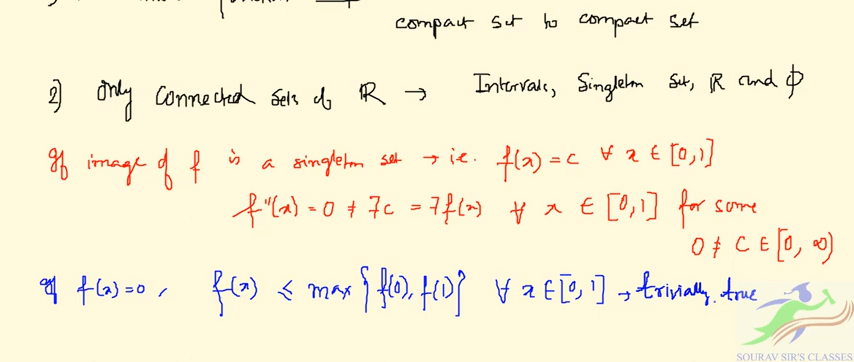 compact set to compact set
2) Only connected sets of R → Intervals, Singleton set, R and ϕ
If image of f is a singleton set → i.e. f(x) = c ∀ x ∈ [0,1]
f''(x) = 0 ≠ 7c = 7f(x) ∀ x ∈ [0,1] for some
0 ≠ c ∈ [0, ∞)
If f(x) = 0, f(x) ≤ max {f(0), f(1)} ∀ x ∈ [0,1] → trivially true
SOURAV SIR'S CLASSES